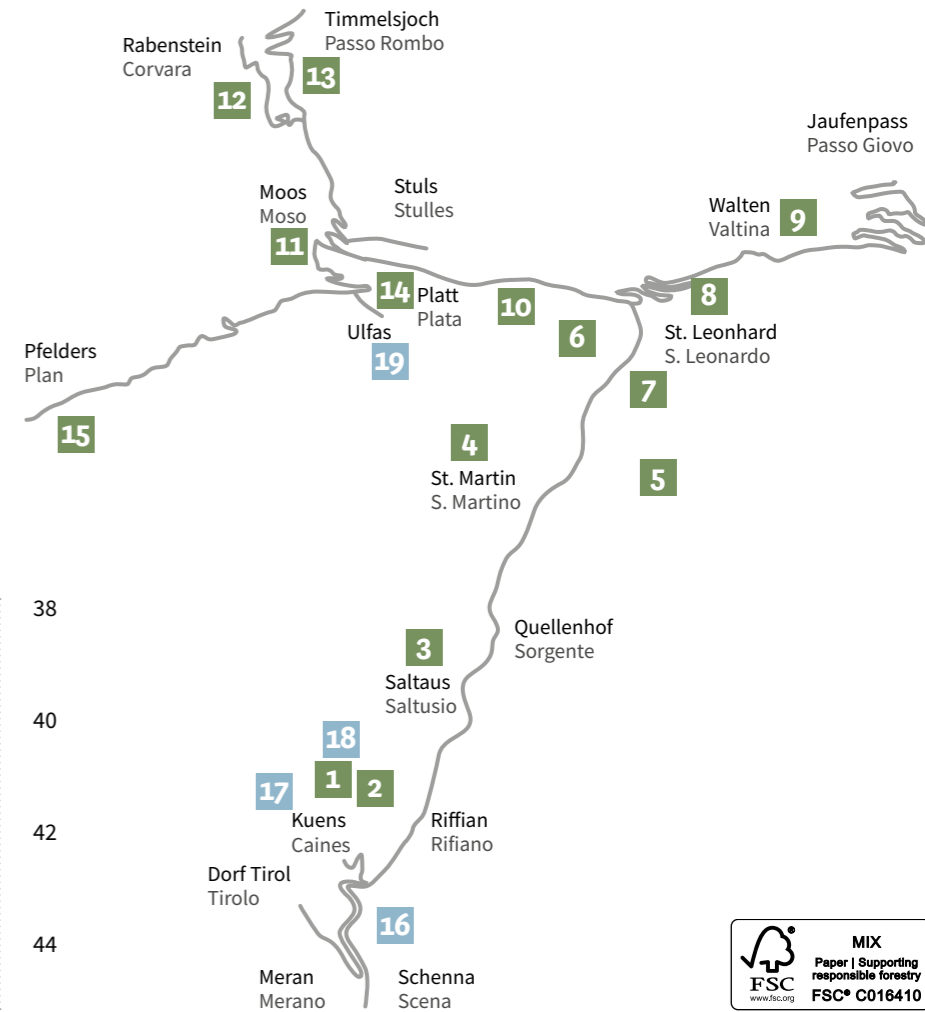 Timmelsjoch
Passo Rombo
Rabenstein
Corvara
13
12
Jaufenpass
Passo Giovo
Moos
Moso
11
Stuls
Stulles
Walten
Valtina
9
14
Platt
Plata
10
8
Ulfas
19
6
St. Leonhard
S. Leonardo
Pfelders
Plan
15
7
4
St. Martin
S. Martino
5
38
Quellenhof
Sorgente
3
Saltaus
Saltusio
40
18
17
1
2
42
Kuens
Caines
Riffian
Rifiano
Dorf Tirol
Tirolo
16
44
Meran
Merano
Schenna
Scena
FSC
®
www.fsc.org
MIX
Paper | Supporting
responsible forestry
FSC® C016410